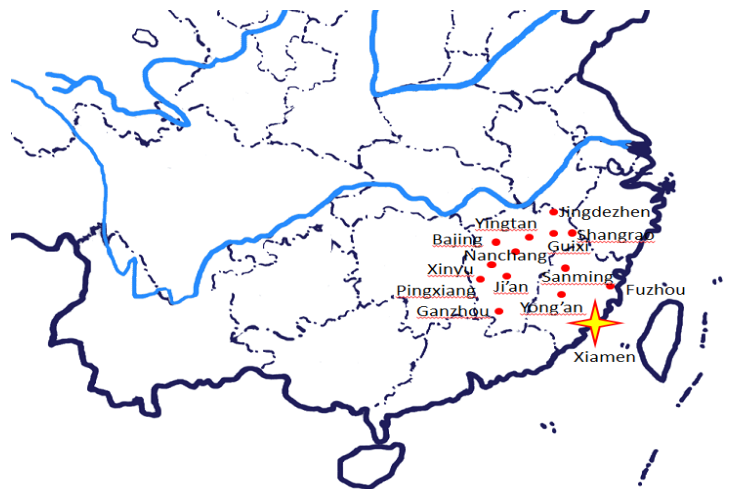 Jingdezhen
Yingtan
Shangrao
Bajing
Guixi
Nanchang
Xinyu
Sanming
Pingxiang
Ji'an
Fuzhou
Ganzhou
Yong'an
Xiamen